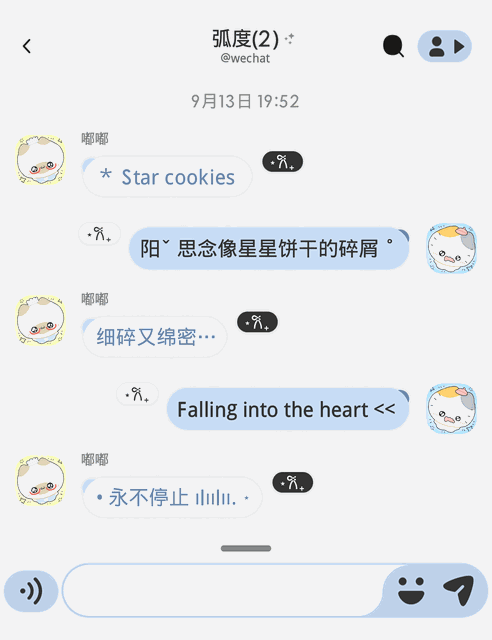 弧度(2)
@wechat
9月13日 19:52
嘟嘟
* Star cookies
阳ˇ 思念像星星饼干的碎屑 °
嘟嘟
细碎又绵密…
Falling into the heart <<
嘟嘟
• 永不停止 ılıılıı. ·